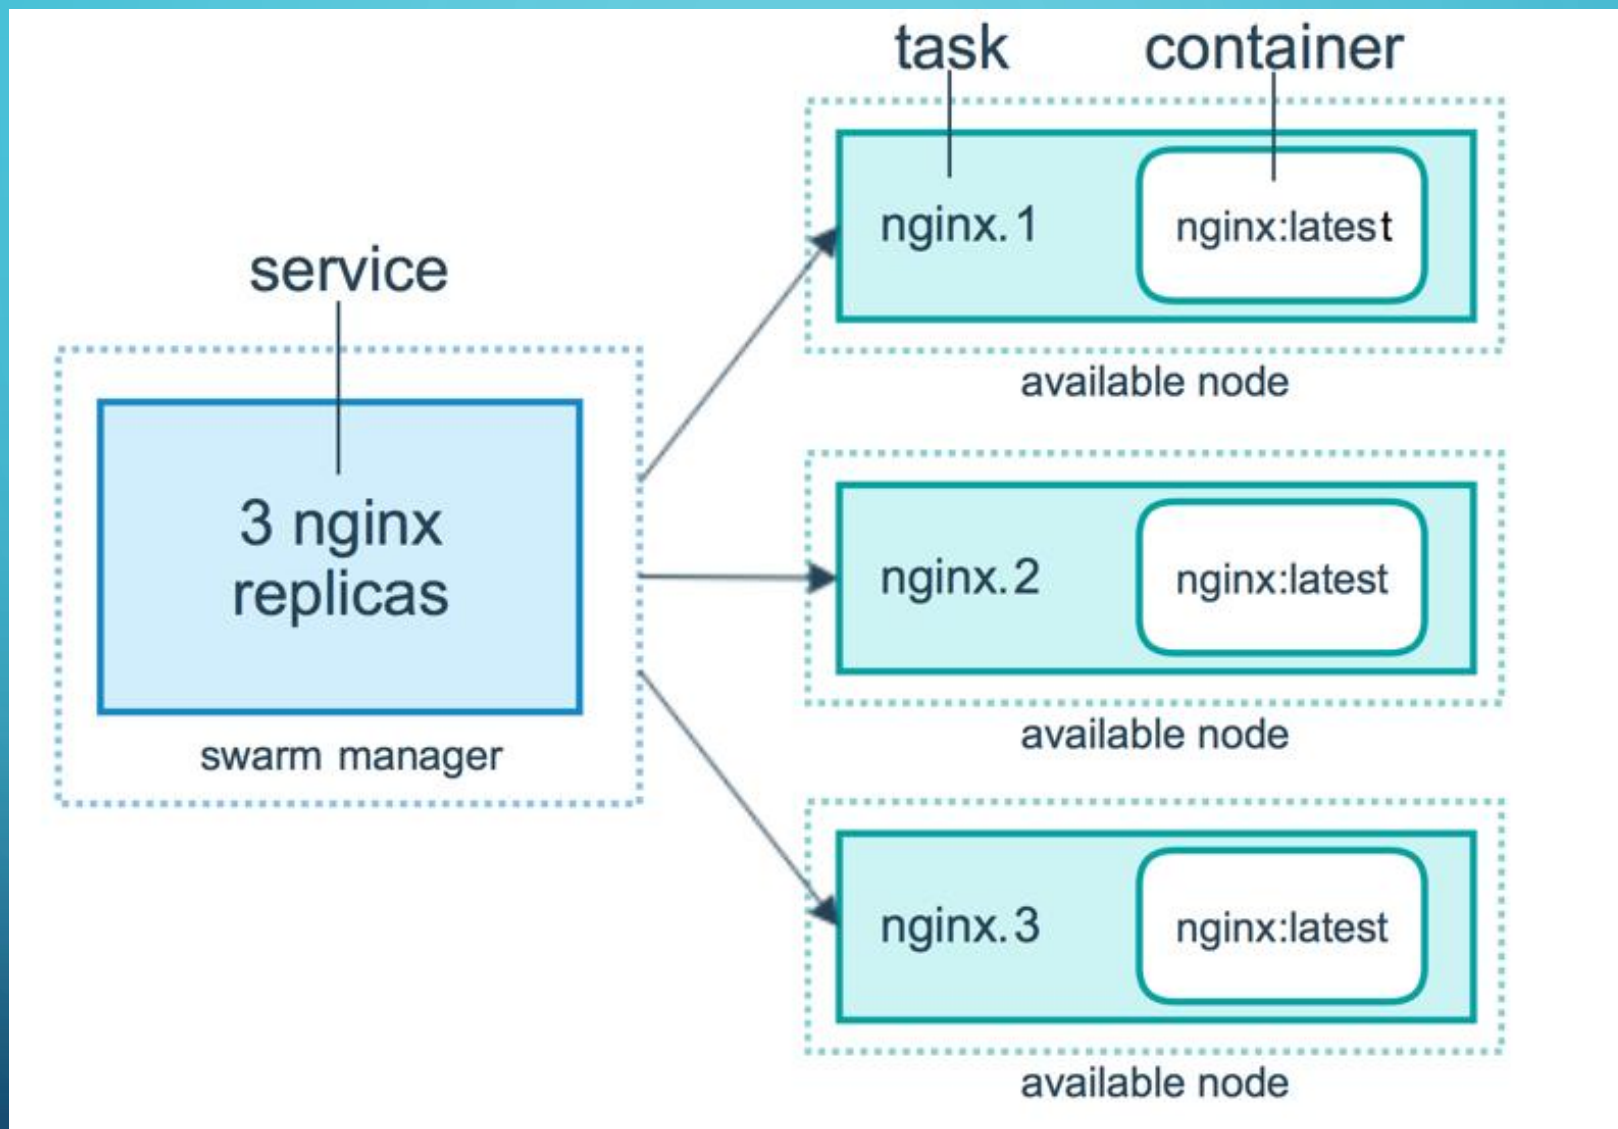 task
container
nginx.1
nginx:latest
available node
service
3 nginx
replicas
swarm manager
nginx.2
nginx:latest
available node
nginx.3
nginx:latest
available node